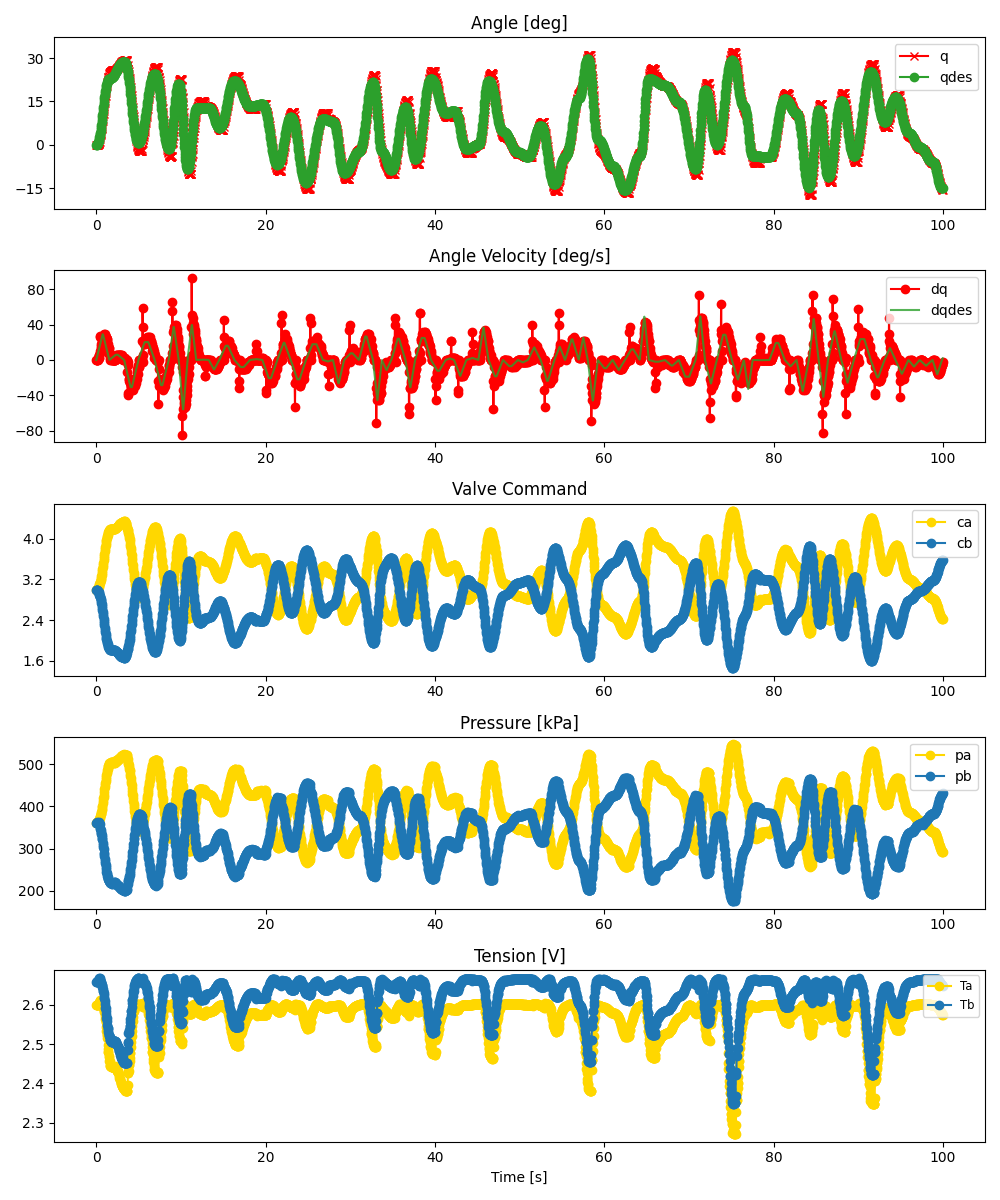 Angle [deg]
30
15
0
−15
q
qdes
0 20 40 60 80 100
Angle Velocity [deg/s]
80
40
0
−40
−80
dq
dqdes
0 20 40 60 80 100
Valve Command
4.0
3.2
2.4
1.6
ca
cb
0 20 40 60 80 100
Pressure [kPa]
500
400
300
200
pa
pb
0 20 40 60 80 100
Tension [V]
2.6
2.5
2.4
2.3
Ta
Tb
0 20 40 60 80 100
Time [s]